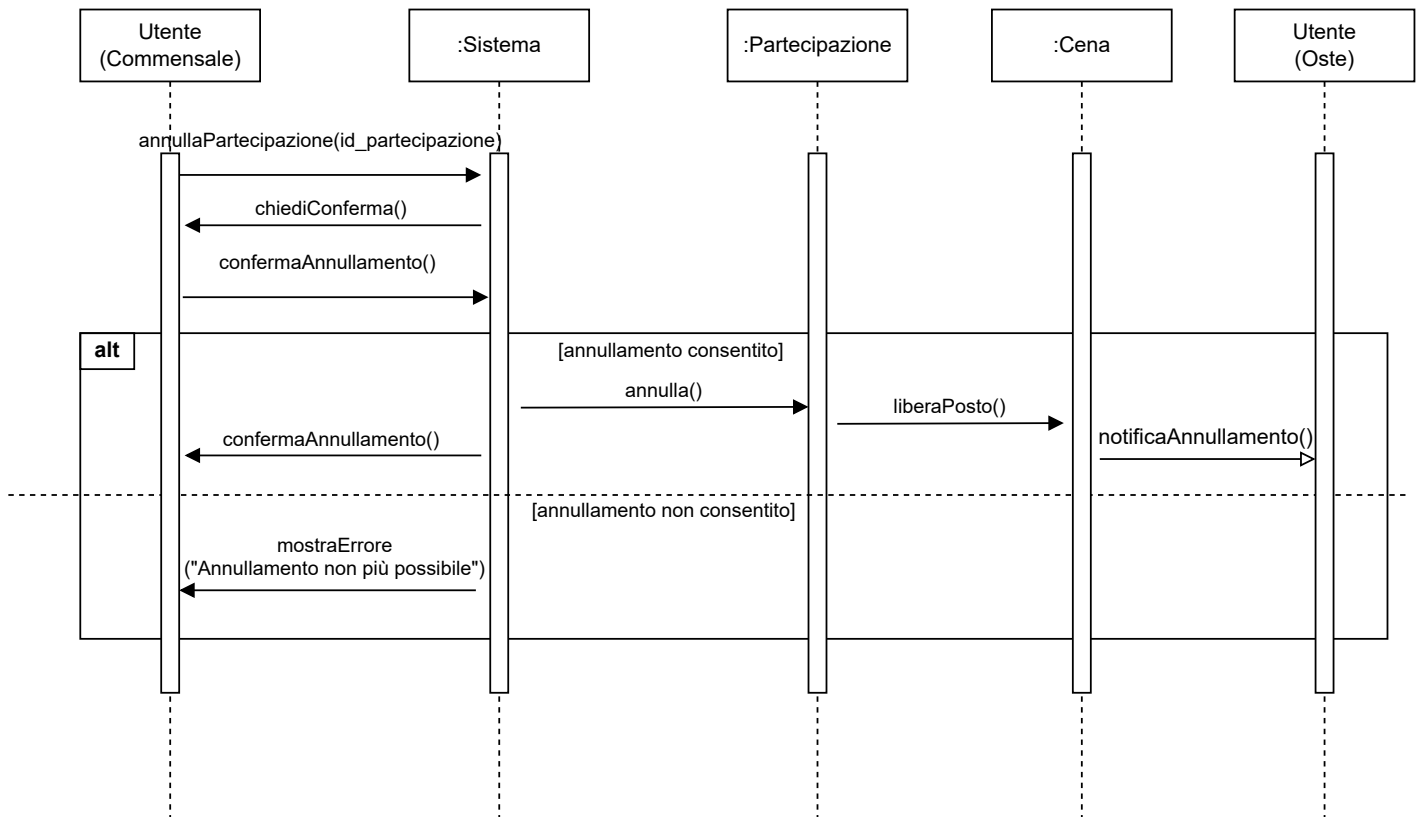 Utente
(Commensale)
:Sistema
:Partecipazione
:Cena
Utente
(Oste)
annullaPartecipazione(id_partecipazione)
chiediConferma()
confermaAnnullamento()
alt
[annullamento consentito]
annulla()
liberaPosto()
confermaAnnullamento()
notificaAnnullamento()
[annullamento non consentito]
mostraErrore
("Annullamento non più possibile")